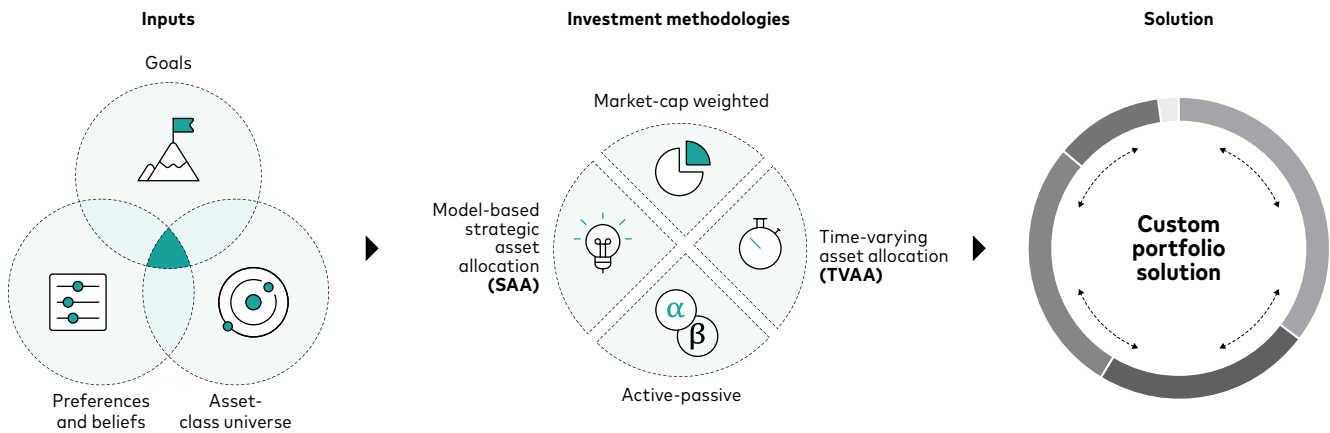 Inputs
Goals
Preferences
and beliefs
Asset-
class universe
Investment methodologies
Market-cap weighted
Model-based
strategic
asset
allocation
(SAA)
Time-varying
asset allocation
(TVAA)
α
β
Active-passive
Solution
Custom
portfolio
solution